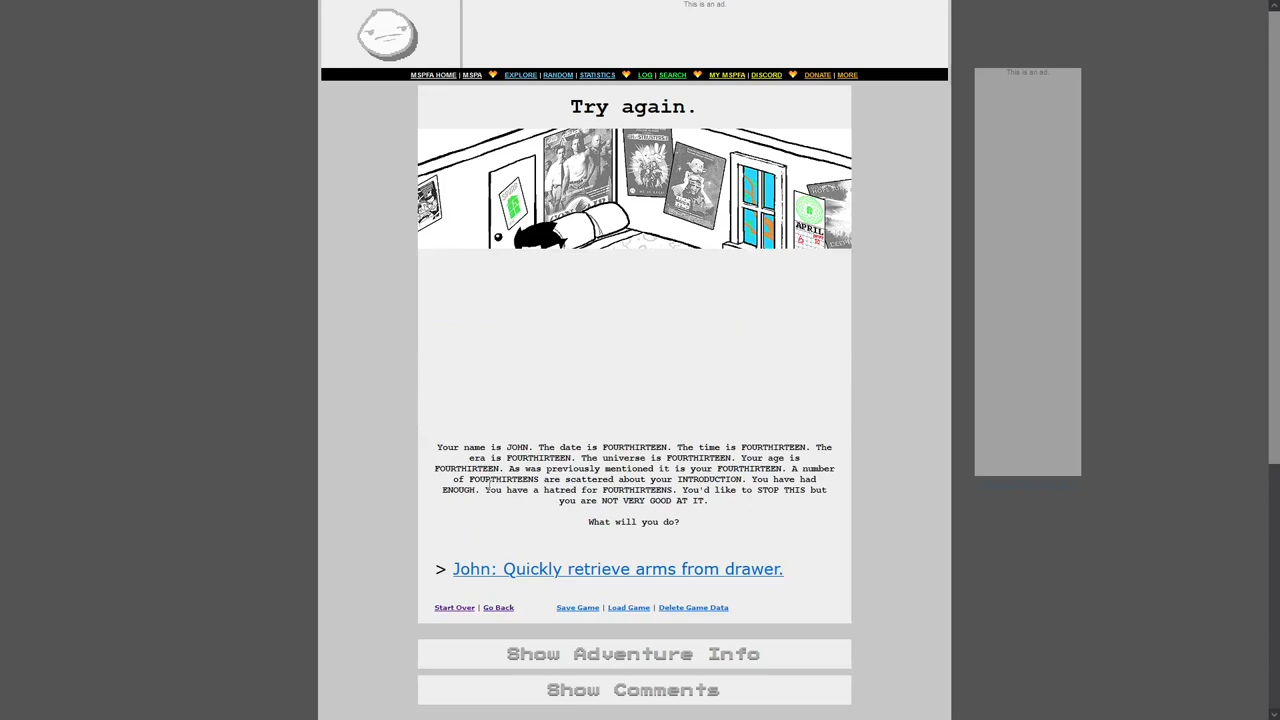 This is an ad.
MSPFA HOME | MSPA EXPLORE | RANDOM | STATISTICS LOG | SEARCH MY MSPFA | DISCORD DONATE | MORE
This is an ad.
Try again.
APRIL
Your name is JOHN. The date is FOURTHIRTEEN. The time is FOURTHIRTEEN. The
era is FOURTHIRTEEN. The universe is FOURTHIRTEEN. Your age is
FOURTHIRTEEN. As was previously mentioned it is your FOURTHIRTEEN. A number
of FOURTHIRTEENS are scattered about your INTRODUCTION. You have had
ENOUGH. You have a hatred for FOURTHIRTEENS. You'd like to STOP THIS but
you are NOT VERY GOOD AT IT.
What will you do?
> John: Quickly retrieve arms from drawer.
Start Over | Go Back Save Game | Load Game | Delete Game Data
Show Adventure Info
Show Comments